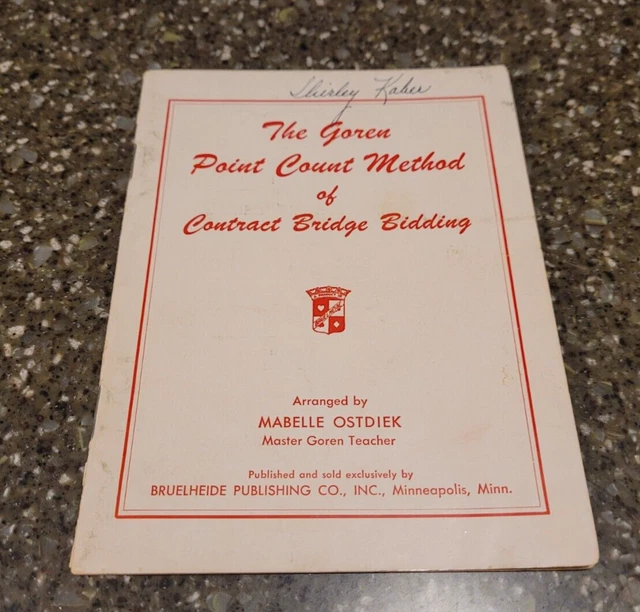 Shirley Kaher
The Goren
Point Count Method
of
Contract Bridge Bidding
Arranged by
MABELLE OSTDIEK
Master Goren Teacher
Published and sold exclusively by
BRUELHEIDE PUBLISHING CO., INC., Minneapolis, Minn.